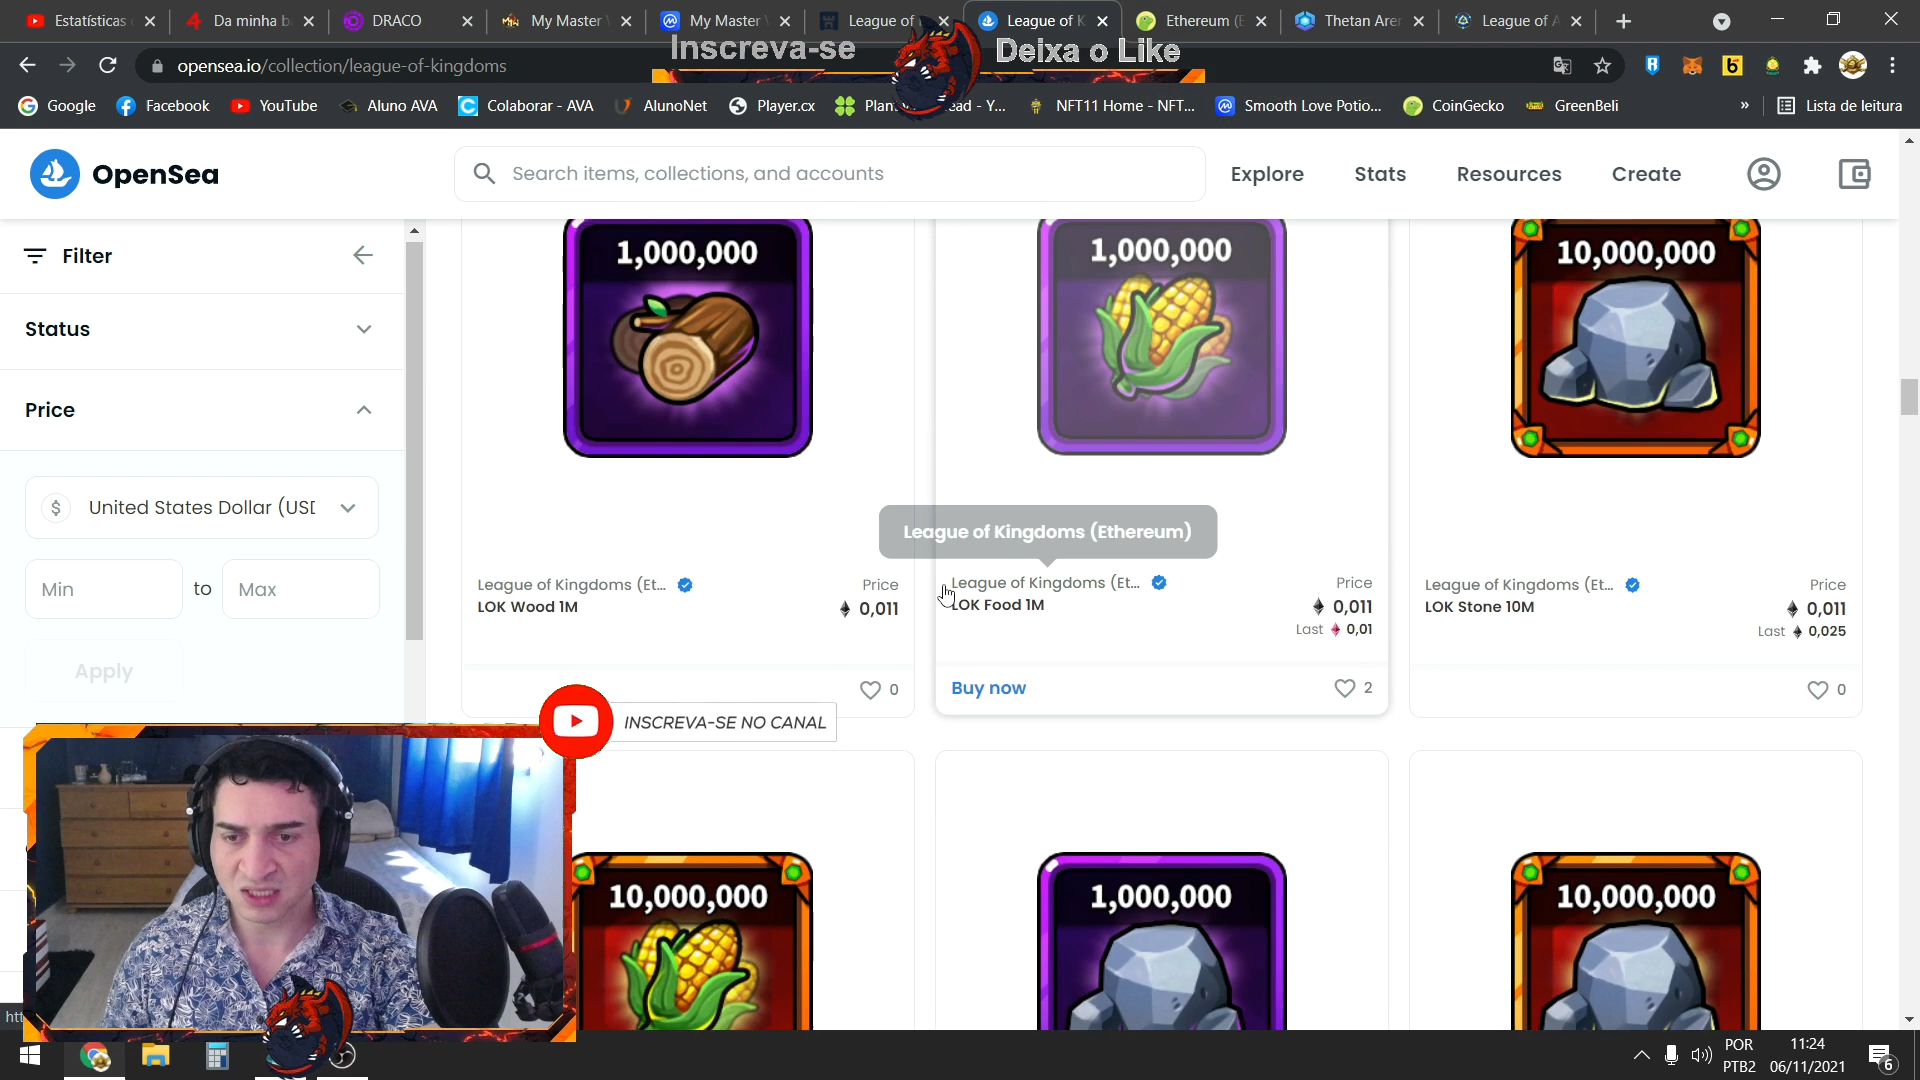 Estatísticas
Da minha b
DRACO
My Master
My Master
League of
League of K
Ethereum (E
Thetan Arer
League of A
opensea.io/collection/league-of-kingdoms
Inscreva-se
Deixa o Like
Google
Facebook
YouTube
Aluno AVA
Colaborar - AVA
AlunoNet
Player.cx
ead - Y...
NFT11 Home - NFT...
Smooth Love Potio...
CoinGecko
GreenBeli
»
Lista de leitura
OpenSea
Search items, collections, and accounts
Explore
Stats
Resources
Create
Filter
Status
Price
$ United States Dollar (USD
Min
to
Max
Apply
1,000,000
1,000,000
10,000,000
League of Kingdoms (Ethereum)
League of Kingdoms (Et...
Price
LOK Wood 1M
0,011
0
League of Kingdoms (Et...
Price
LOK Food 1M
0,011
Last 0,01
Buy now
2
League of Kingdoms (Et...
Price
LOK Stone 10M
0,011
Last 0,025
0
INSCREVA-SE NO CANAL
10,000,000
1,000,000
10,000,000
htt
POR
PTB2
11:24
06/11/2021
6